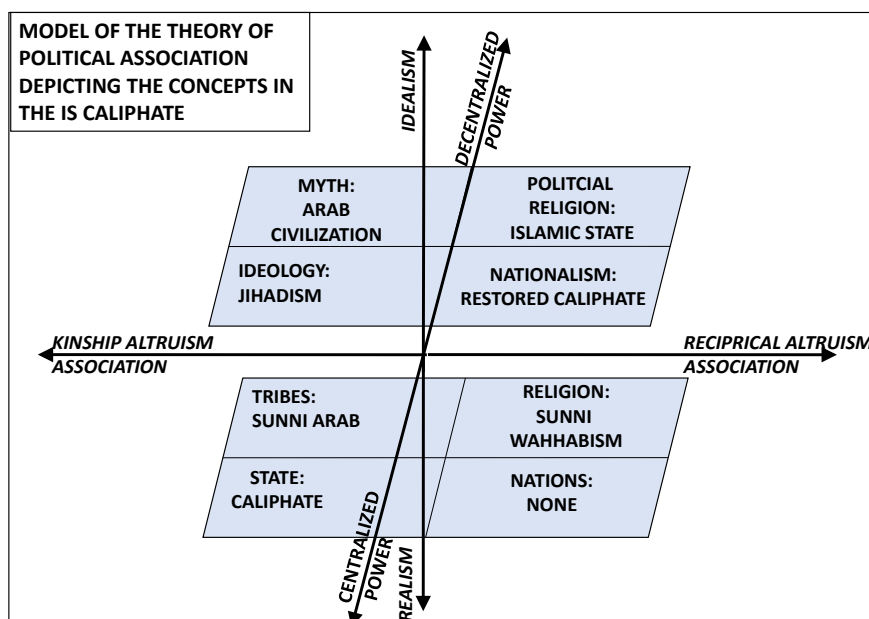 MODEL OF THE THEORY OF
POLITICAL ASSOCIATION
DEPICTING THE CONCEPTS IN
THE IS CALIPHATE
IDEALISM
DECENTRALIZED
POWER
MYTH:
ARAB
CIVILIZATION
POLITCIAL
RELIGION:
ISLAMIC STATE
IDEOLOGY:
JIHADISM
NATIONALISM:
RESTORED CALIPHATE
KINSHIP ALTRUISM
ASSOCIATION
RECIPRICAL ALTRUISM
ASSOCIATION
TRIBES:
SUNNI ARAB
RELIGION:
SUNNI
WAHHABISM
STATE:
CALIPHATE
NATIONS:
NONE
CENTRALIZED
POWER
REALISM